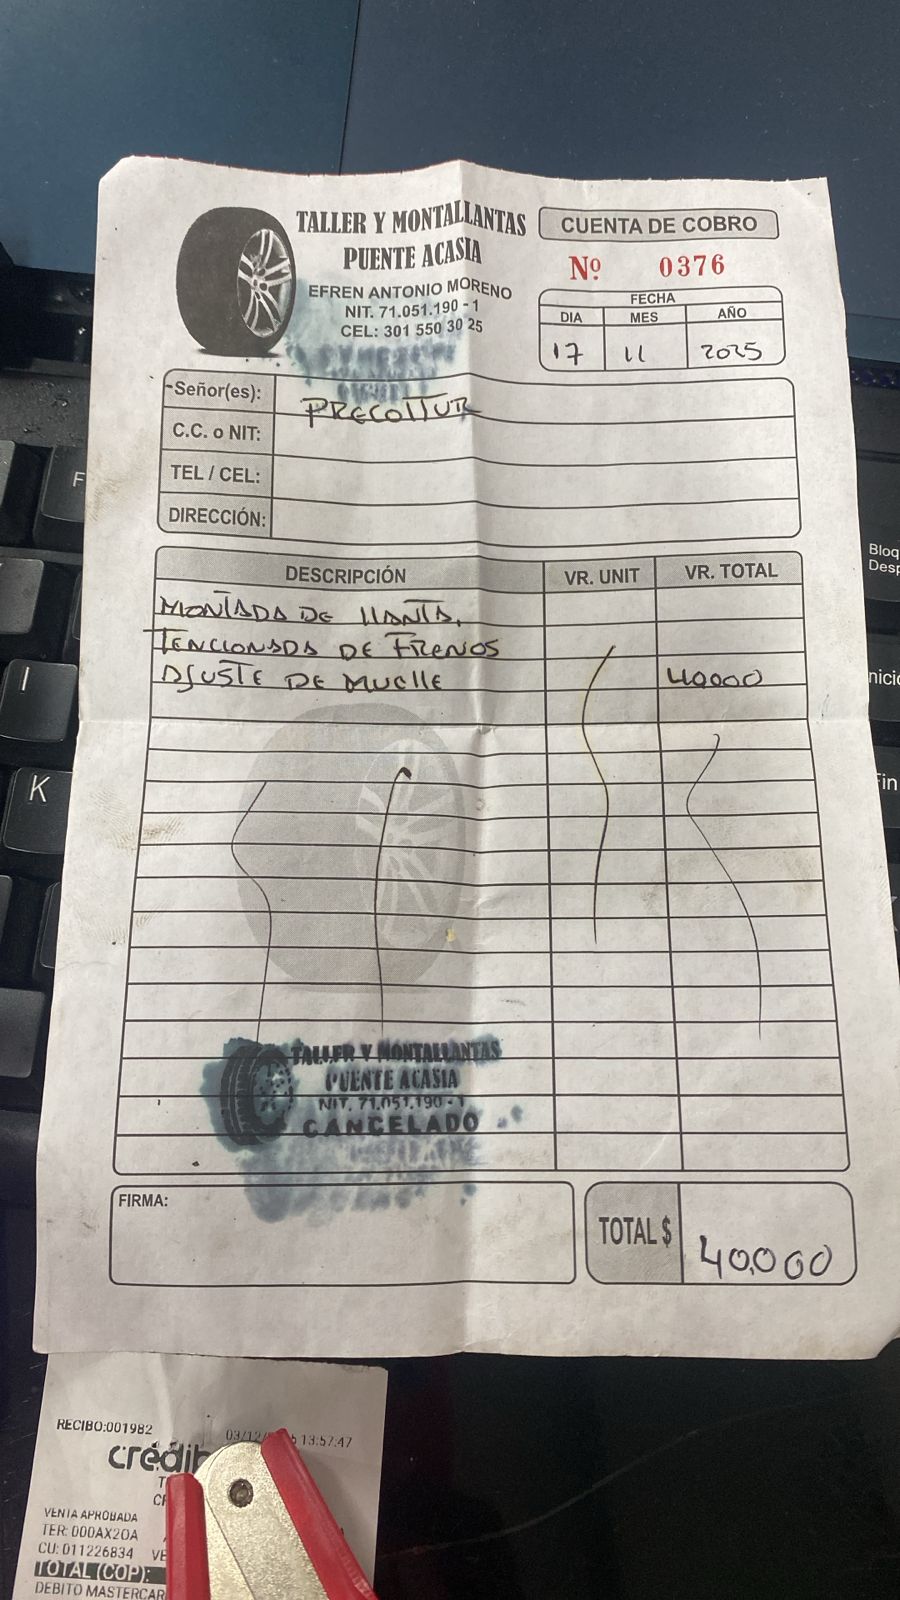 TALLER Y MONTALLANTAS
PUENTE ACASIA
EFREN ANTONIO MORENO
NIT. 71.051.190 - 1
CEL: 301 550 30 25
CUENTA DE COBRO
Nº 0376
FECHA
DIA MES AÑO
17 11 2025
Señor(es): PRECOLTUR
C.C. o NIT:
TEL / CEL:
DIRECCIÓN:
DESCRIPCIÓN VR. UNIT VR. TOTAL
MONTADA DE LLANTA,
TENCIONADA DE FRENOS
AJUSTE DE MUELLE 40000
TALLER Y MONTALLANTAS
PUENTE ACASIA
NIT. 71.051.190 - 1
CANCELADO
FIRMA:
TOTAL $ 40.000
RECIBO:001982 13:57:47
VENTA APROBADA
TER: 000AX20A
CU: 011226834
TOTAL (COP):
DEBITO
F
I
K